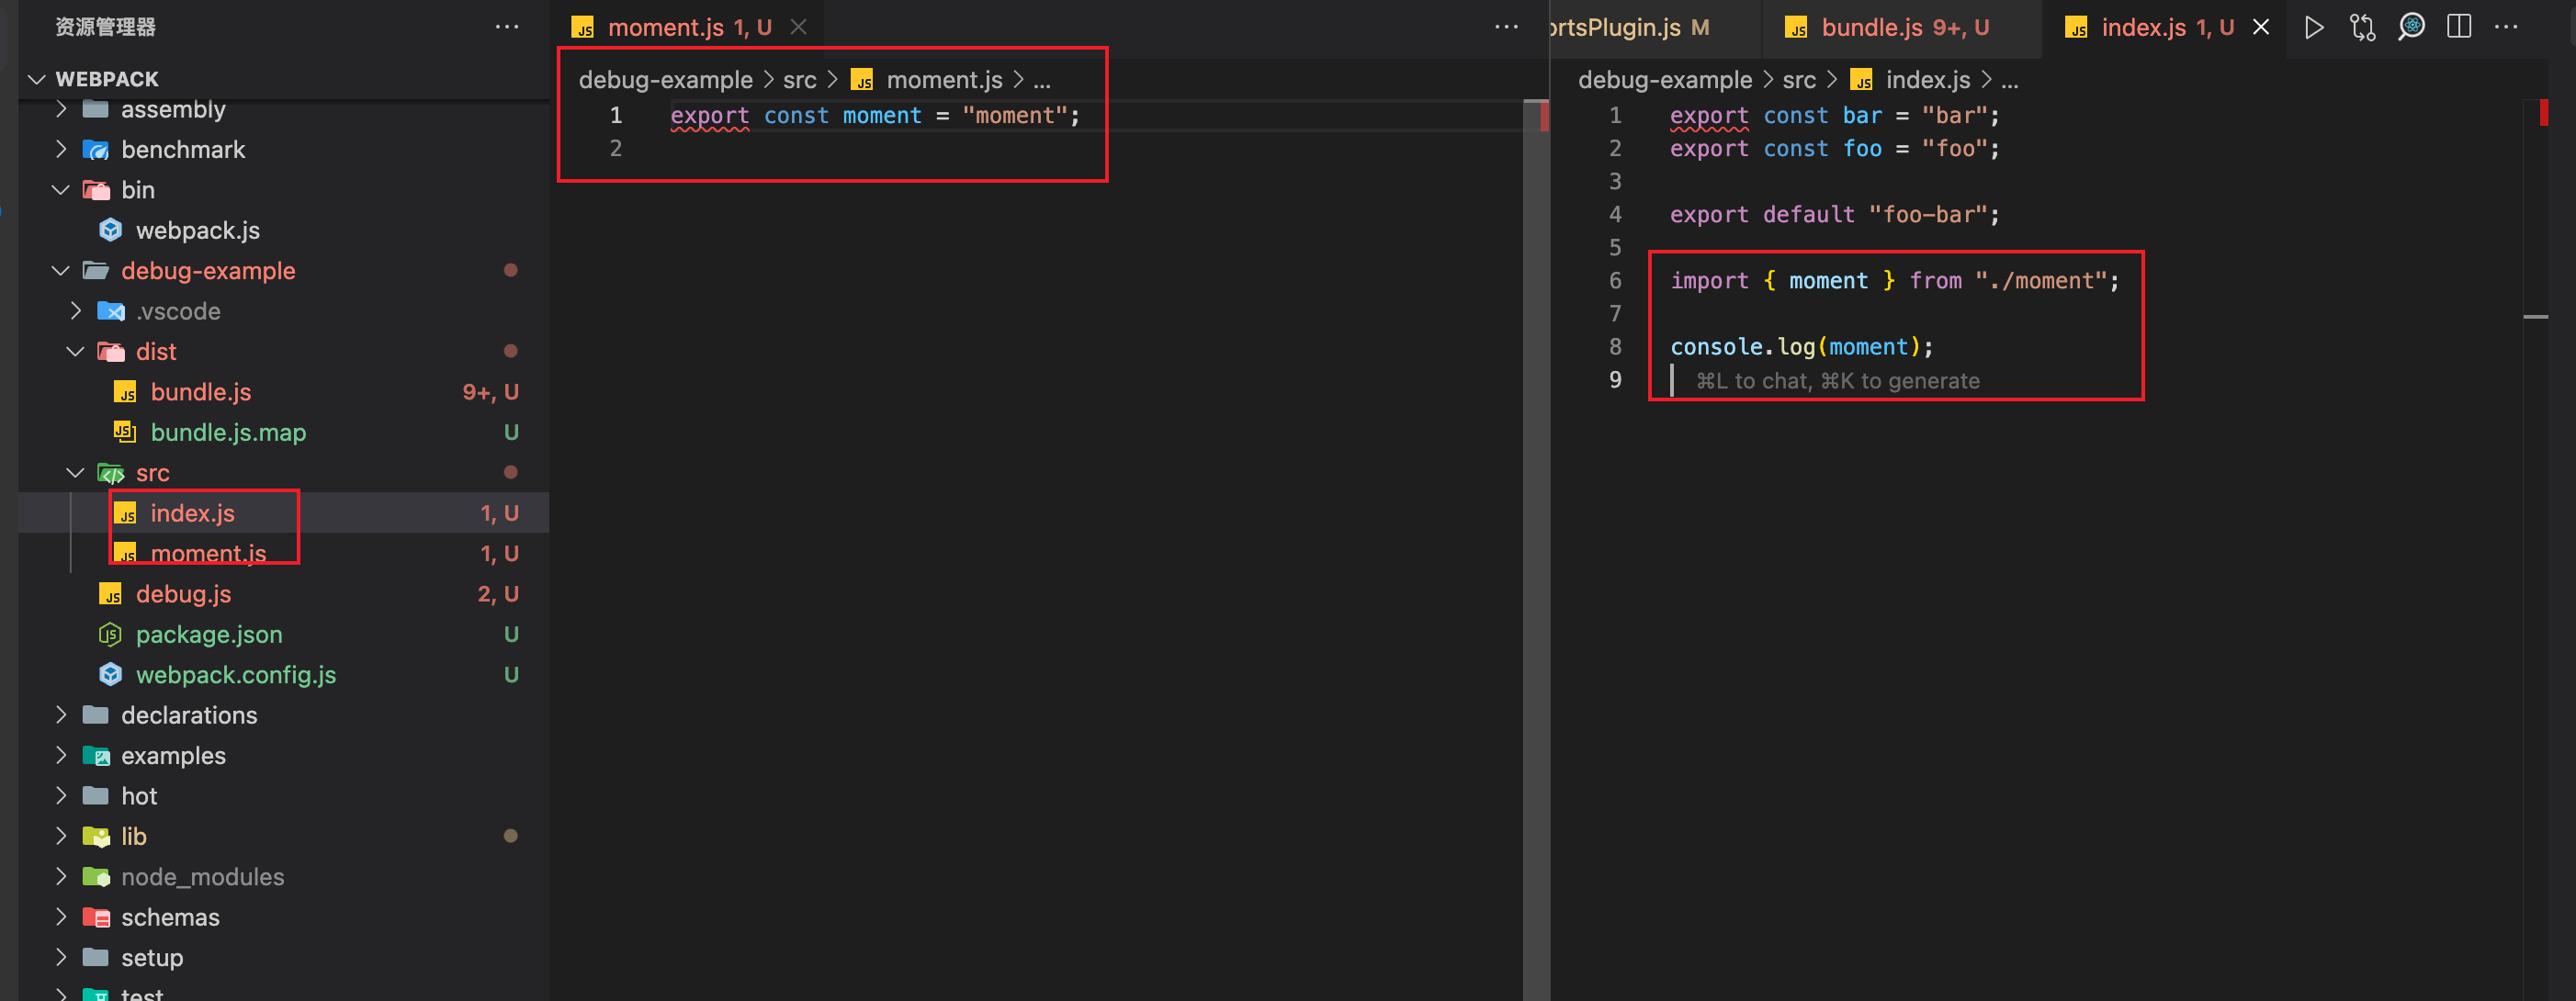 资源管理器 ···
WEBPACK
assembly
benchmark
bin
webpack.js
debug-example
.vscode
dist
bundle.js 9+, U
bundle.js.map U
src
index.js 1, U
moment.js 1, U
debug.js 2, U
package.json U
webpack.config.js U
declarations
examples
hot
lib
node_modules
schemas
setup
test
moment.js 1, U ···
debug-example > src > JS moment.js > ...
1 export const moment = "moment";
2
ortsPlugin.js M
bundle.js 9+, U
index.js 1, U ···
debug-example > src > JS index.js > ...
1 export const bar = "bar";
2 export const foo = "foo";
3
4 export default "foo-bar";
5
6 import { moment } from "./moment";
7
8 console.log(moment);
9 ⌘L to chat, ⌘K to generate